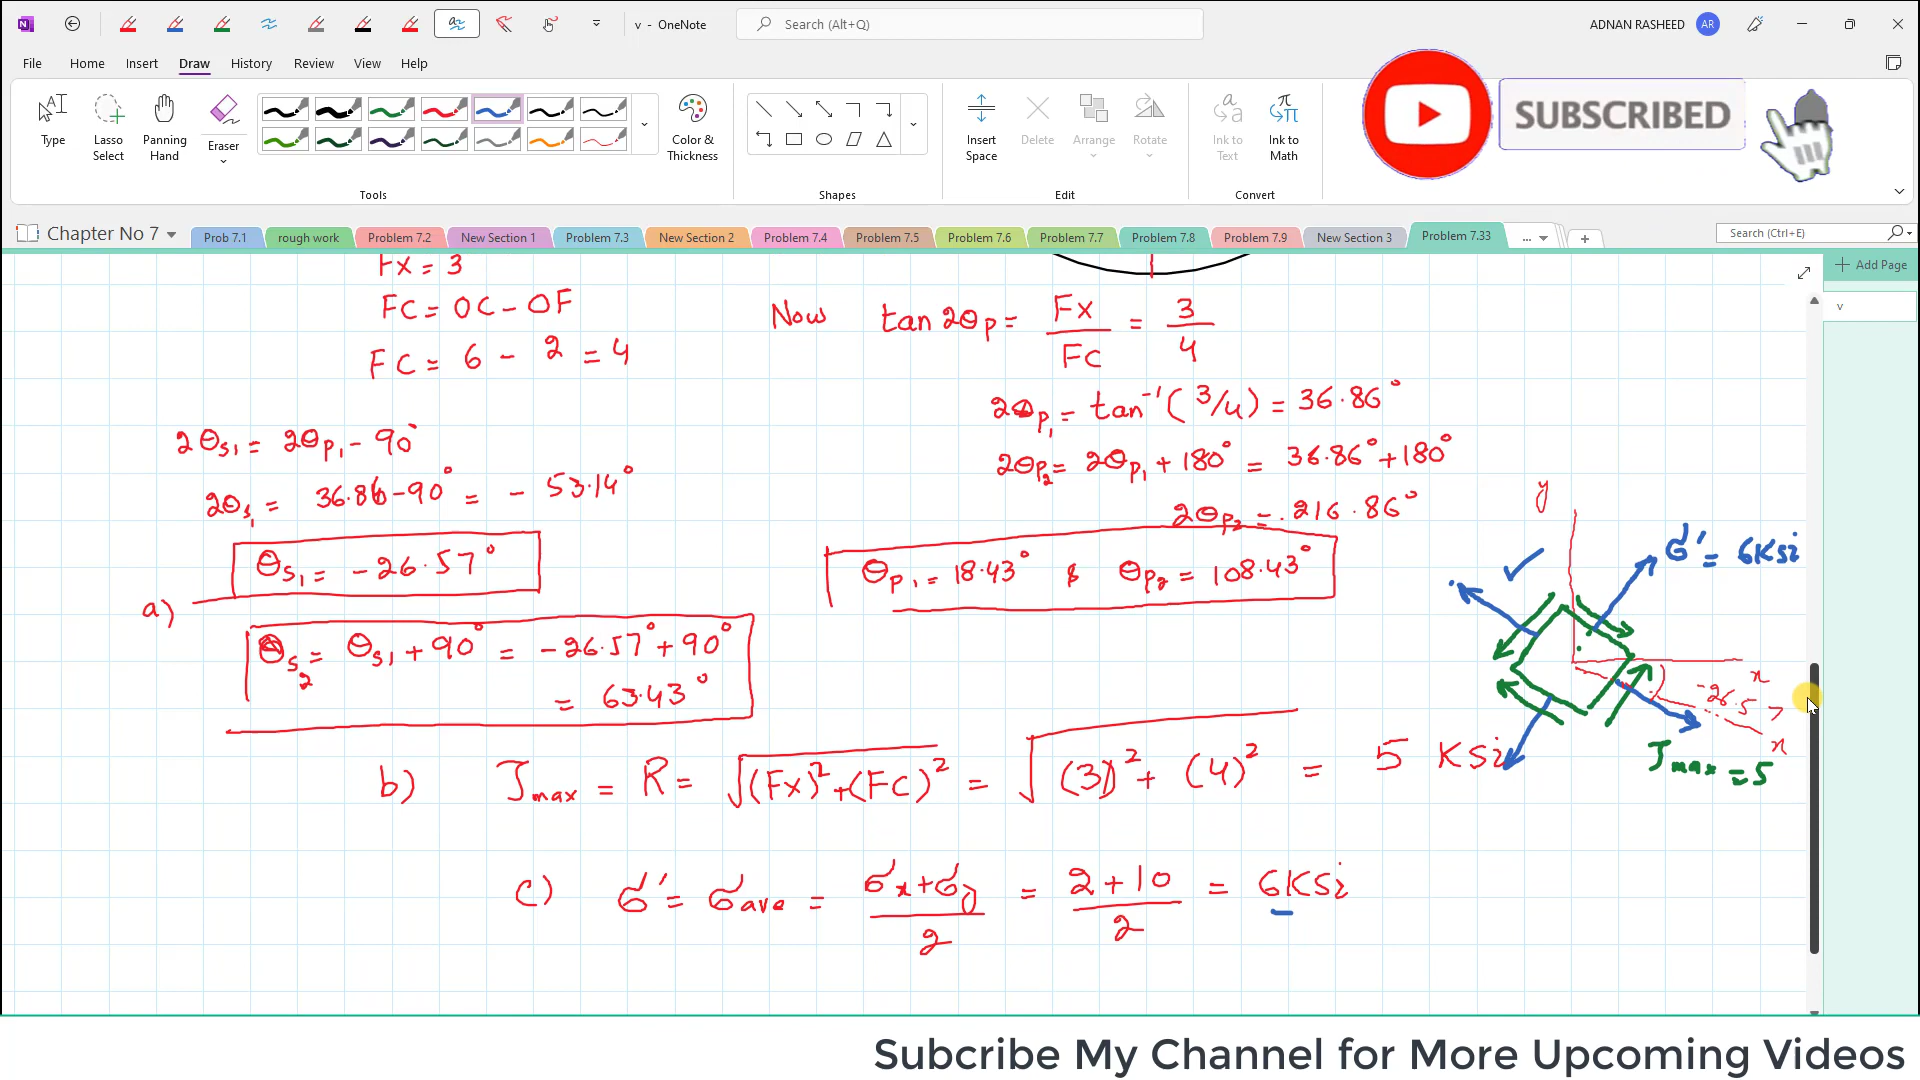 v - OneNote
Search (Alt+Q)
ADNAN RASHEED
AR
File Home Insert Draw History Review View Help
SUBSCRIBED
Type
Lasso Select
Panning Hand
Eraser
Color & Thickness
Insert Space
Delete
Arrange
Rotate
Ink to Text
Ink to Math
Tools
Shapes
Edit
Convert
Chapter No 7
Prob 7.1 rough work Problem 7.2 New Section 1 Problem 7.3 New Section 2 Problem 7.4 Problem 7.5 Problem 7.6 Problem 7.7 Problem 7.8 Problem 7.9 New Section 3 Problem 7.33 ...
Search (Ctrl+E)
Add Page
v
FX = 3
FC = OC - OF
FC = 6 - 2 = 4
Now tan 2θp = FX/FC = 3/4
2θp1 = tan⁻¹(3/4) = 36.86°
2θp2 = 2θp1 + 180° = 36.86° + 180°
2θp2 = 216.86°
θp1 = 18.43° & θp2 = 108.43°
2θs1 = 2θp1 - 90°
2θs1 = 36.86 - 90° = - 53.14°
θs1 = -26.57°
a)
θs2 = θs1 + 90° = -26.57° + 90°
= 63.43°
y
σ' = 6Ksi
x
-26.57
x
τmax = 5
b) τmax = R = √(FX)² + (FC)² = √(3)² + (4)² = 5 KSi
c) σ' = σave = σx + σy / 2 = 2 + 10 / 2 = 6KSi
Subcribe My Channel for More Upcoming Videos